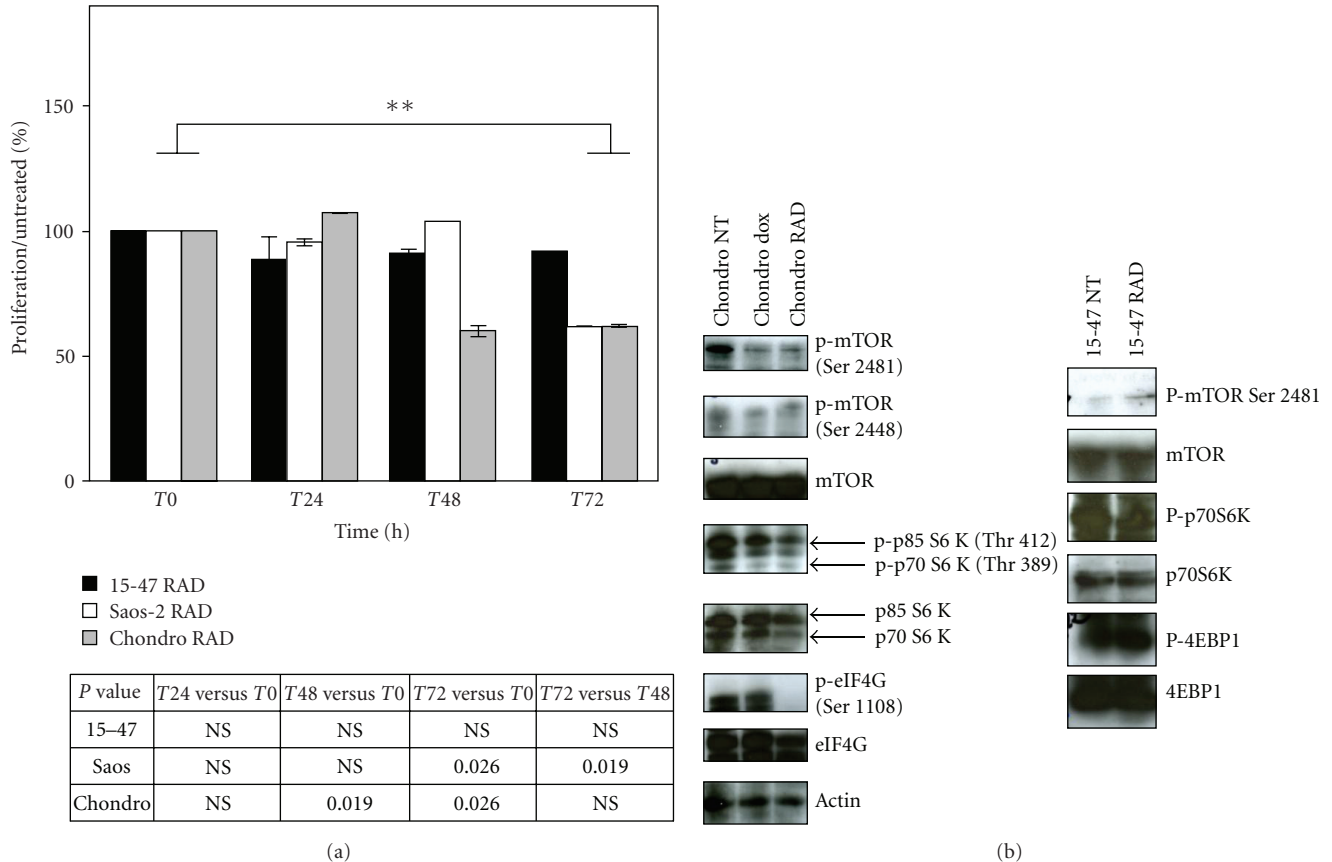 Proliferation/untreated (%)
150
100
50
0
**
T0 T24 T48 T72
Time (h)
15-47 RAD
Saos-2 RAD
Chondro RAD
P value T24 versus T0 T48 versus T0 T72 versus T0 T72 versus T48
15–47 NS NS NS NS
Saos NS NS 0.026 0.019
Chondro NS 0.019 0.026 NS
(a)
Chondro NT
Chondro dox
Chondro RAD
p-mTOR
(Ser 2481)
p-mTOR
(Ser 2448)
mTOR
p-p85 S6 K (Thr 412)
p-p70 S6 K (Thr 389)
p85 S6 K
p70 S6 K
p-eIF4G
(Ser 1108)
eIF4G
Actin
15-47 NT
15-47 RAD
P-mTOR Ser 2481
mTOR
P-p70S6K
p70S6K
P-4EBP1
4EBP1
(b)